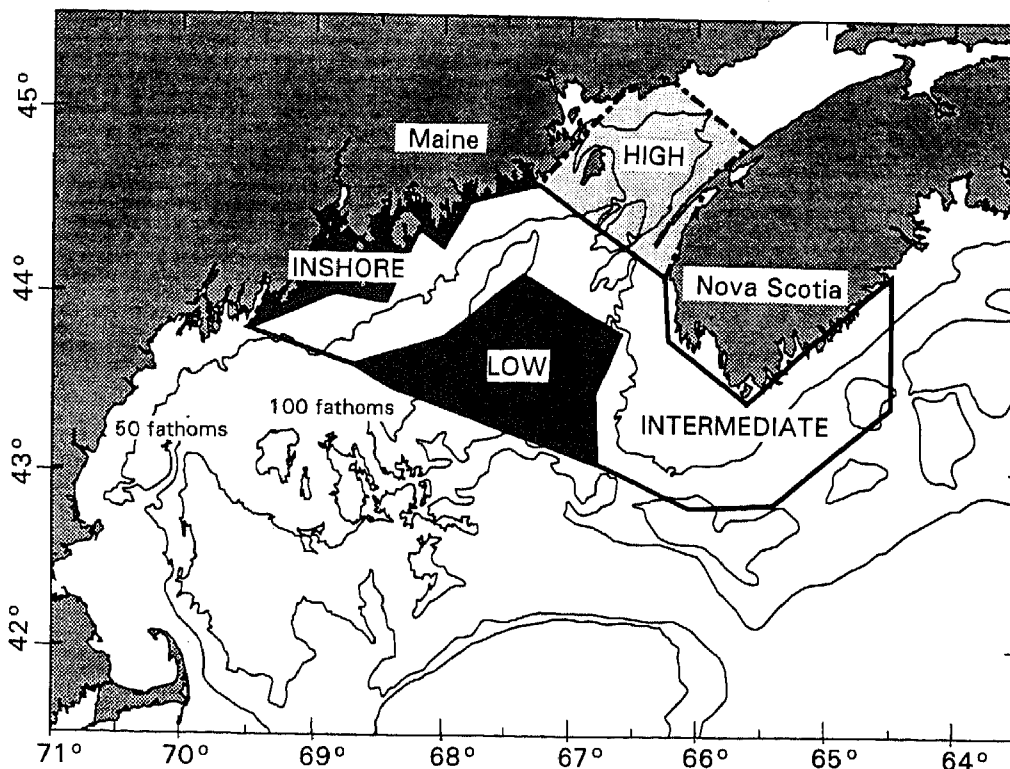 45°
Maine
HIGH
INSHORE
44°
Nova Scotia
LOW
100 fathoms
50 fathoms
INTERMEDIATE
43°
42°
71° 70° 69° 68° 67° 66° 65° 64°